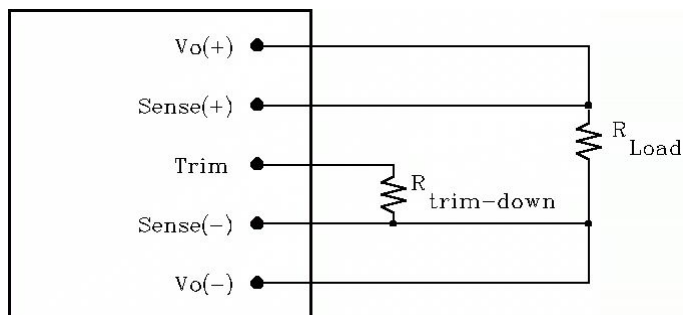 Vo(+)
Sense(+)
R
Load
Trim
R
trim-down
Sense(-)
Vo(-)